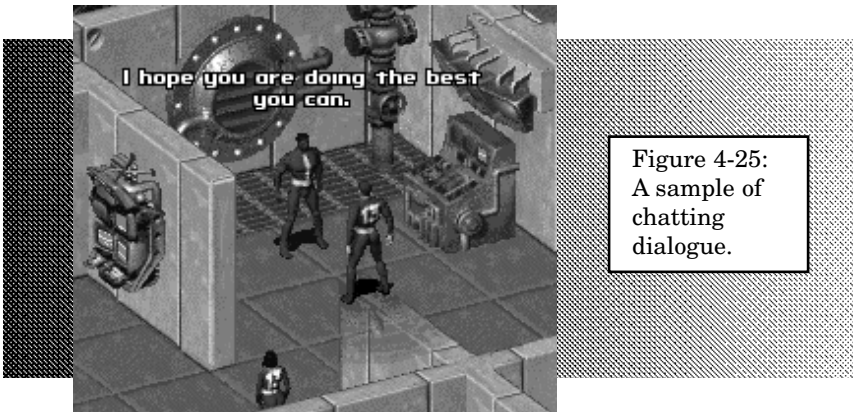 I hope you are doing the best
you can.
Figure 4-25:
A sample of
chatting
dialogue.